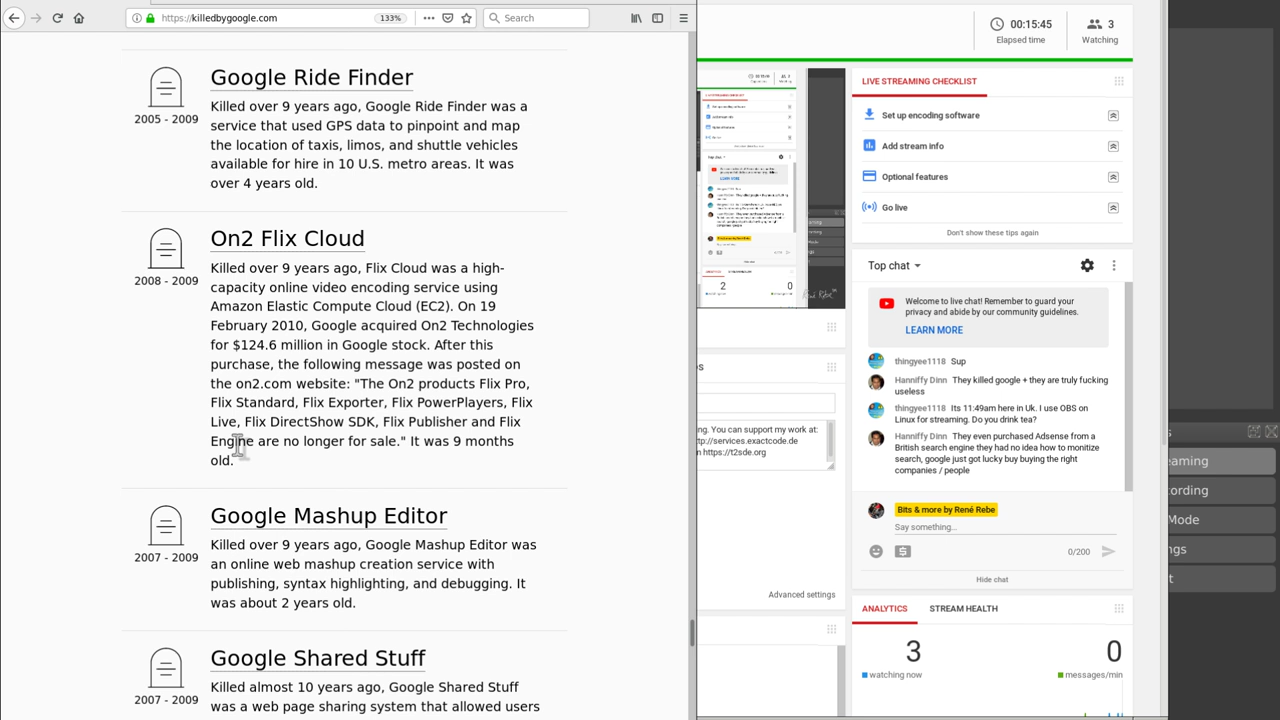 https://killedbygoogle.com
133%
Search
Google Ride Finder
2005 - 2009
Killed over 9 years ago, Google Ride Finder was a
service that used GPS data to pinpoint and map
the location of taxis, limos, and shuttle vehicles
available for hire in 10 U.S. metro areas. It was
over 4 years old.
On2 Flix Cloud
2008 - 2009
Killed over 9 years ago, Flix Cloud was a high-
capacity online video encoding service using
Amazon Elastic Compute Cloud (EC2). On 19
February 2010, Google acquired On2 Technologies
for $124.6 million in Google stock. After this
purchase, the following message was posted on
the on2.com website: "The On2 products Flix Pro,
Flix Standard, Flix Exporter, Flix PowerPlayers, Flix
Live, Flix DirectShow SDK, Flix Publisher and Flix
Engine are no longer for sale." It was 9 months
old.
Google Mashup Editor
2007 - 2009
Killed over 9 years ago, Google Mashup Editor was
an online web mashup creation service with
publishing, syntax highlighting, and debugging. It
was about 2 years old.
Google Shared Stuff
2007 - 2009
Killed almost 10 years ago, Google Shared Stuff
was a web page sharing system that allowed users
00:15:45
Elapsed time
3
Watching
LIVE STREAMING CHECKLIST
Set up encoding software
Add stream info
Optional features
Go live
Don't show these tips again
Top chat
Welcome to live chat! Remember to guard your
privacy and abide by our community guidelines.
LEARN MORE
thingyee1118 Sup
Hanniffy Dinn They killed google + they are truly fucking
useless
thingyee1118 Its 11:49am here in Uk. I use OBS on
Linux for streaming. Do you drink tea?
Hanniffy Dinn They even purchased Adsense from a
British search engine they had no idea how to monitize
search, google just got lucky buy buying the right
companies / people
Bits & more by René Rebe
Say something...
0/200
Hide chat
ANALYTICS
STREAM HEALTH
3
watching now
0
messages/min
2
0
René Rebe
ng. You can support my work at:
ttp://services.exactcode.de
n https://t2sde.org
Advanced settings
eaming
cording
Mode
ngs
t